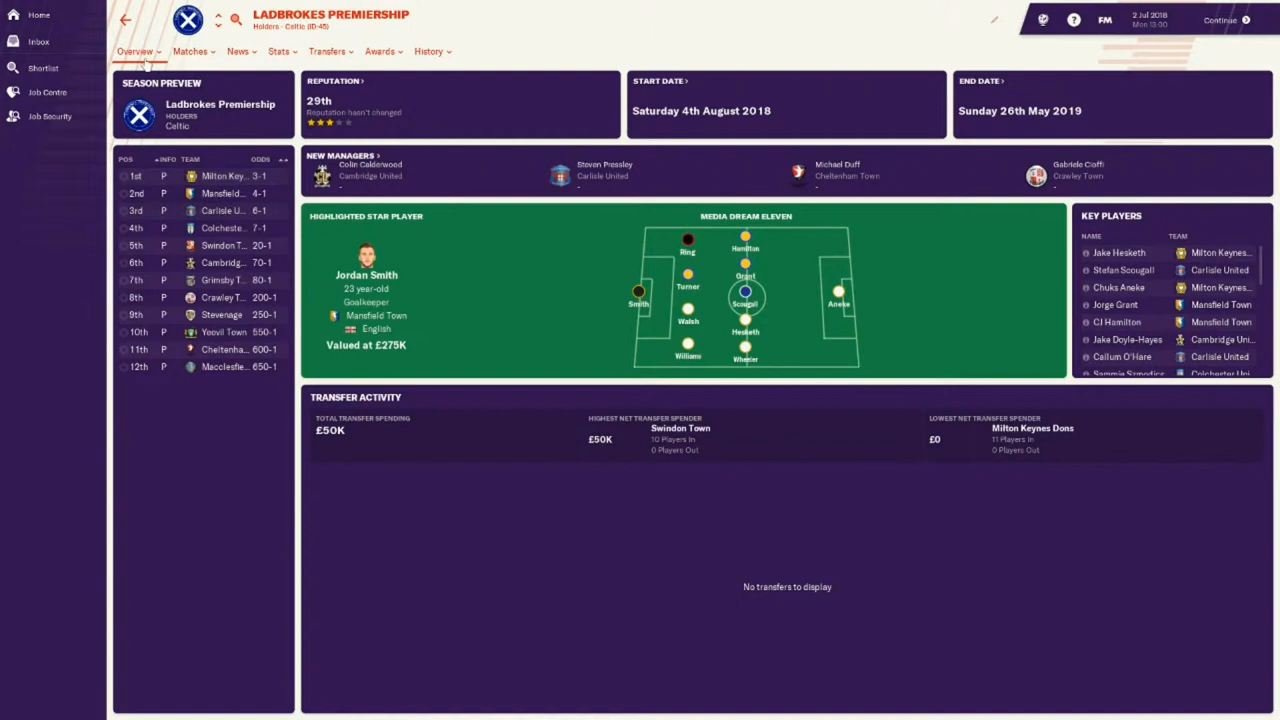 Home
Inbox
Shortlist
Job Centre
Job Security
LADBROKES PREMIERSHIP
Holders - Celtic (ID:45)
FM
2 Jul 2018
Mon 13:00
Continue
Overview
Matches
News
Stats
Transfers
Awards
History
SEASON PREVIEW
Ladbrokes Premiership
HOLDERS
Celtic
REPUTATION
29th
Reputation hasn't changed
START DATE
Saturday 4th August 2018
END DATE
Sunday 26th May 2019
POS INFO TEAM ODDS
1st P Milton Key... 3-1
2nd P Mansfield... 4-1
3rd P Carlisle U... 6-1
4th P Colcheste... 7-1
5th P Swindon T... 20-1
6th P Cambridg... 70-1
7th P Grimsby T... 80-1
8th P Crawley T... 200-1
9th P Stevenage 250-1
10th P Yeovil Town 550-1
11th P Cheltenha... 600-1
12th P Macclesfie... 650-1
NEW MANAGERS
Colin Calderwood
Cambridge United
-
Steven Pressley
Carlisle United
-
Michael Duff
Cheltenham Town
-
Gabriele Cioffi
Crawley Town
-
HIGHLIGHTED STAR PLAYER
Jordan Smith
23 year-old
Goalkeeper
Mansfield Town
English
Valued at £275K
MEDIA DREAM ELEVEN
Ring
Hamilton
Turner
Grant
Smith
Scougall
Aneke
Walsh
Hesketh
Williams
Wheeler
KEY PLAYERS
NAME TEAM
Jake Hesketh Milton Keynes...
Stefan Scougall Carlisle United
Chuks Aneke Milton Keynes...
Jorge Grant Mansfield Town
CJ Hamilton Mansfield Town
Jake Doyle-Hayes Cambridge Uni...
Callum O'Hare Carlisle United
Sammie Szmodics Colchester Uni...
TRANSFER ACTIVITY
TOTAL TRANSFER SPENDING
£50K
HIGHEST NET TRANSFER SPENDER
£50K
Swindon Town
10 Players In
0 Players Out
LOWEST NET TRANSFER SPENDER
£0
Milton Keynes Dons
11 Players In
0 Players Out
No transfers to display